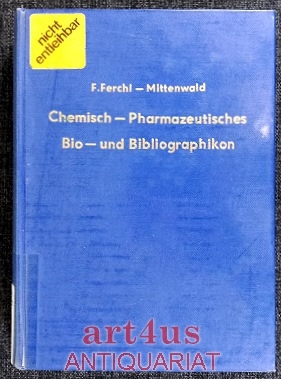 nicht
entleihbar
F. Ferchl – Mittenwald
Chemisch – Pharmazeutisches
Bio – und Bibliographikon
art4us
ANTIQUARIAT